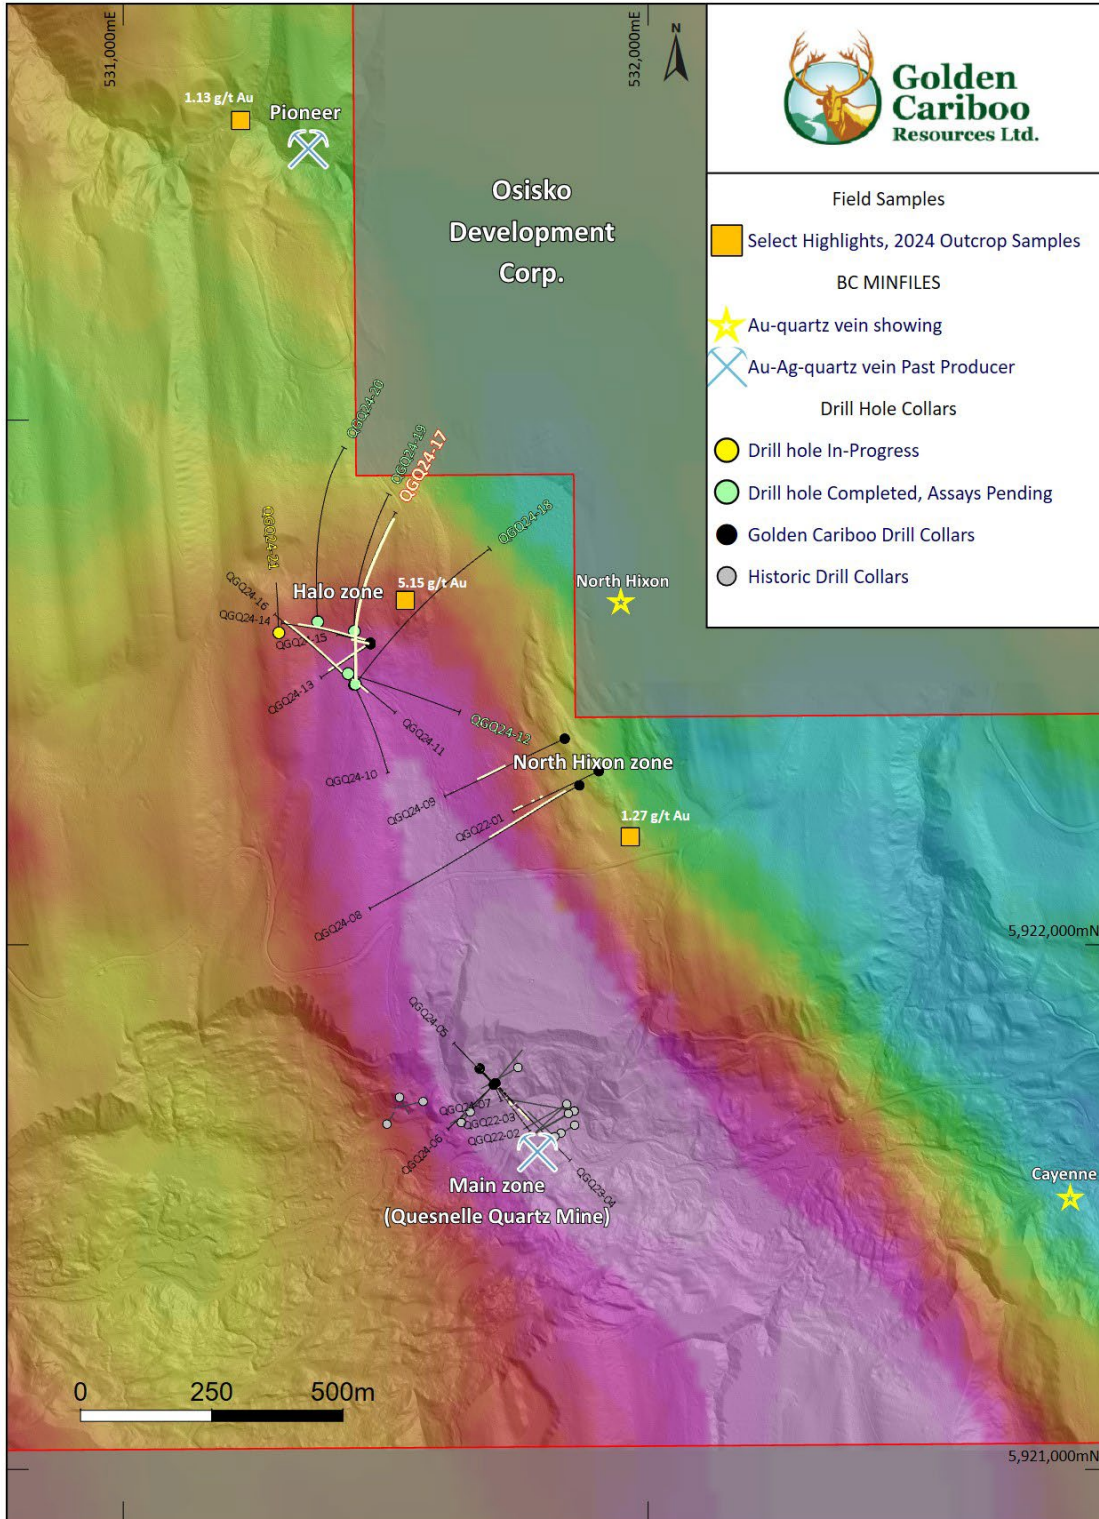 531,000mE
532,000mE
N
Golden
Cariboo
Resources Ltd.
1.13 g/t Au
Pioneer
Osisko
Development
Corp.
Field Samples
Select Highlights, 2024 Outcrop Samples
BC MINFILES
Au-quartz vein showing
Au-Ag-quartz vein Past Producer
Drill Hole Collars
Drill hole In-Progress
Drill hole Completed, Assays Pending
Golden Cariboo Drill Collars
Historic Drill Collars
QGQ24-20
QGQ24-19
QGQ24-17
QGQ24-18
QGQ24-21
QGQ24-16
QGQ24-14
QGQ24-15
Halo zone
5.15 g/t Au
North Hixon
QGQ24-13
QGQ24-11
QGQ24-12
QGQ24-10
North Hixon zone
QGQ24-09
QGQ22-01
1.27 g/t Au
QGQ24-08
5,922,000mN
QGQ24-05
QGQ24-07
QGQ22-03
QGQ22-02
QGQ24-06
QGQ23-04
Main zone
(Quesnelle Quartz Mine)
Cayenne
0 250 500m
5,921,000mN